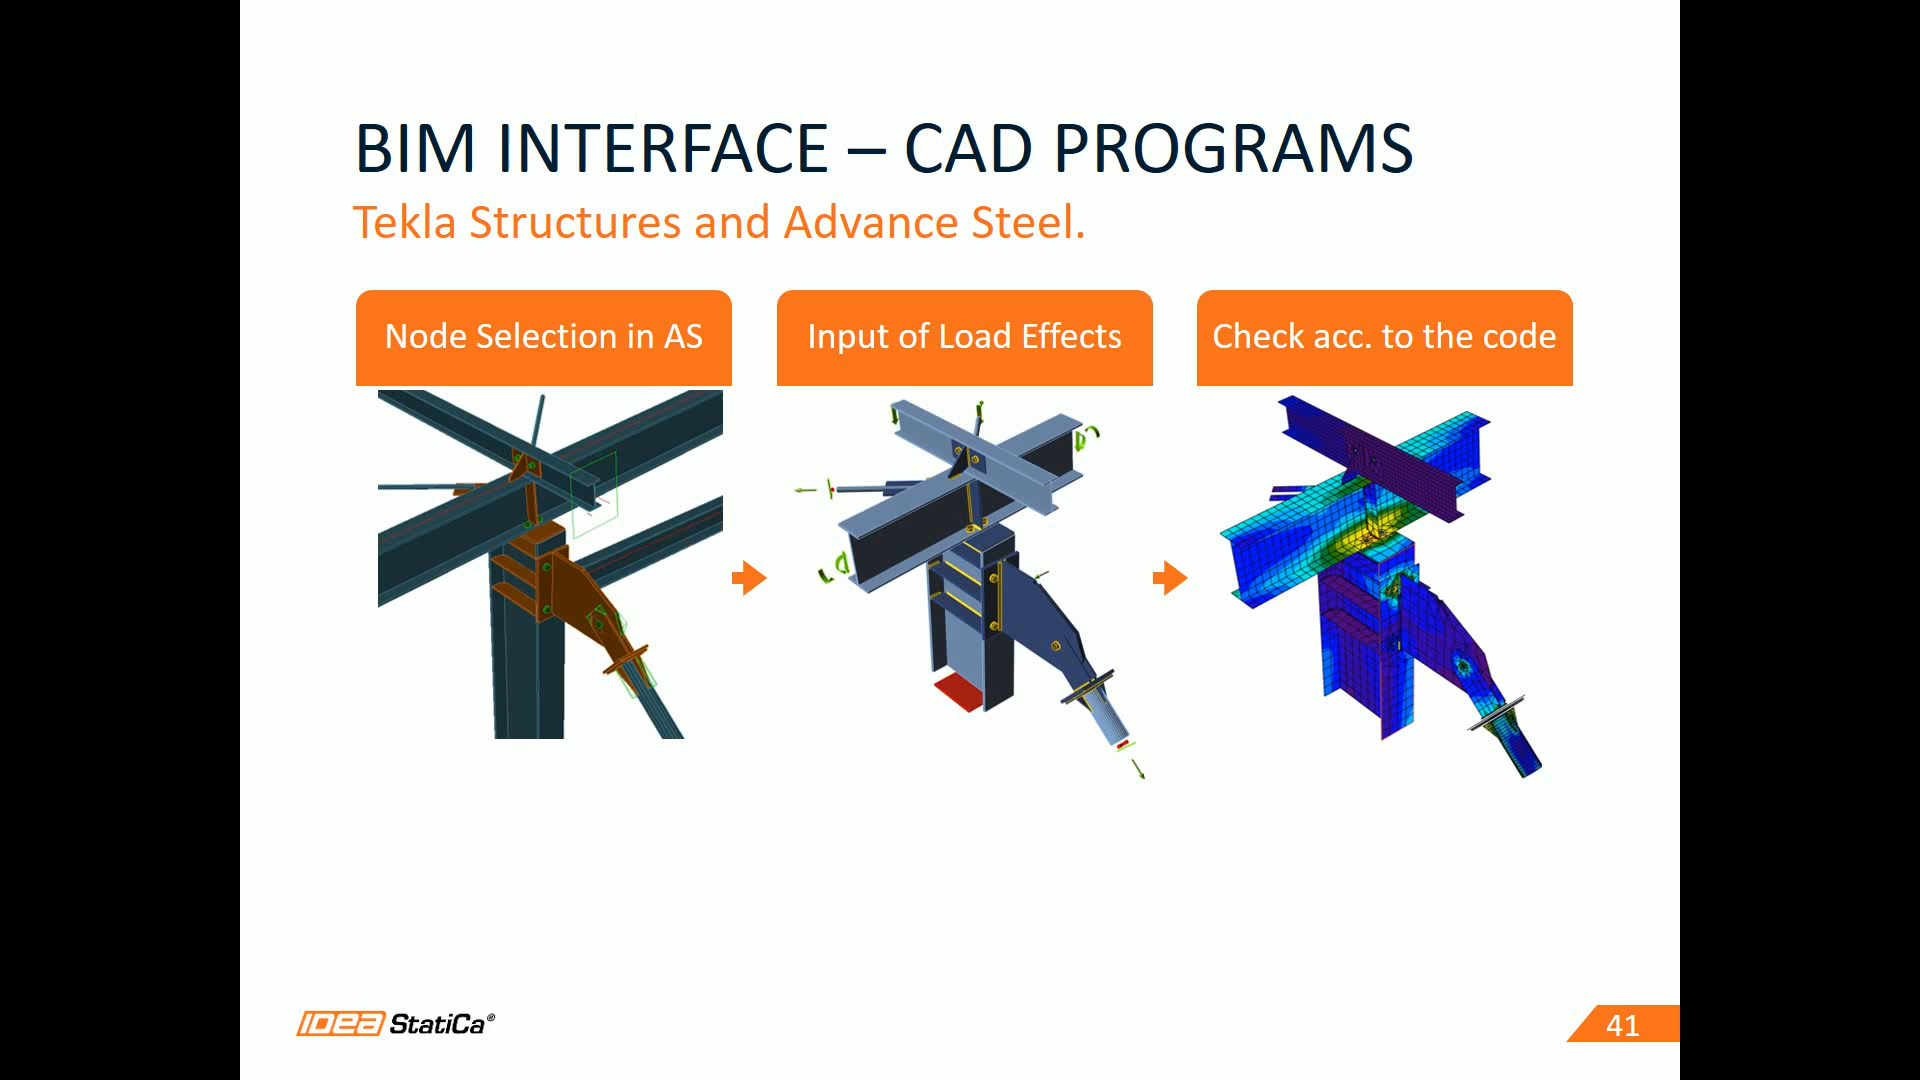 BIM INTERFACE – CAD PROGRAMS
Tekla Structures and Advance Steel.
Node Selection in AS
Input of Load Effects
Check acc. to the code
IDEA StatiCa®
41